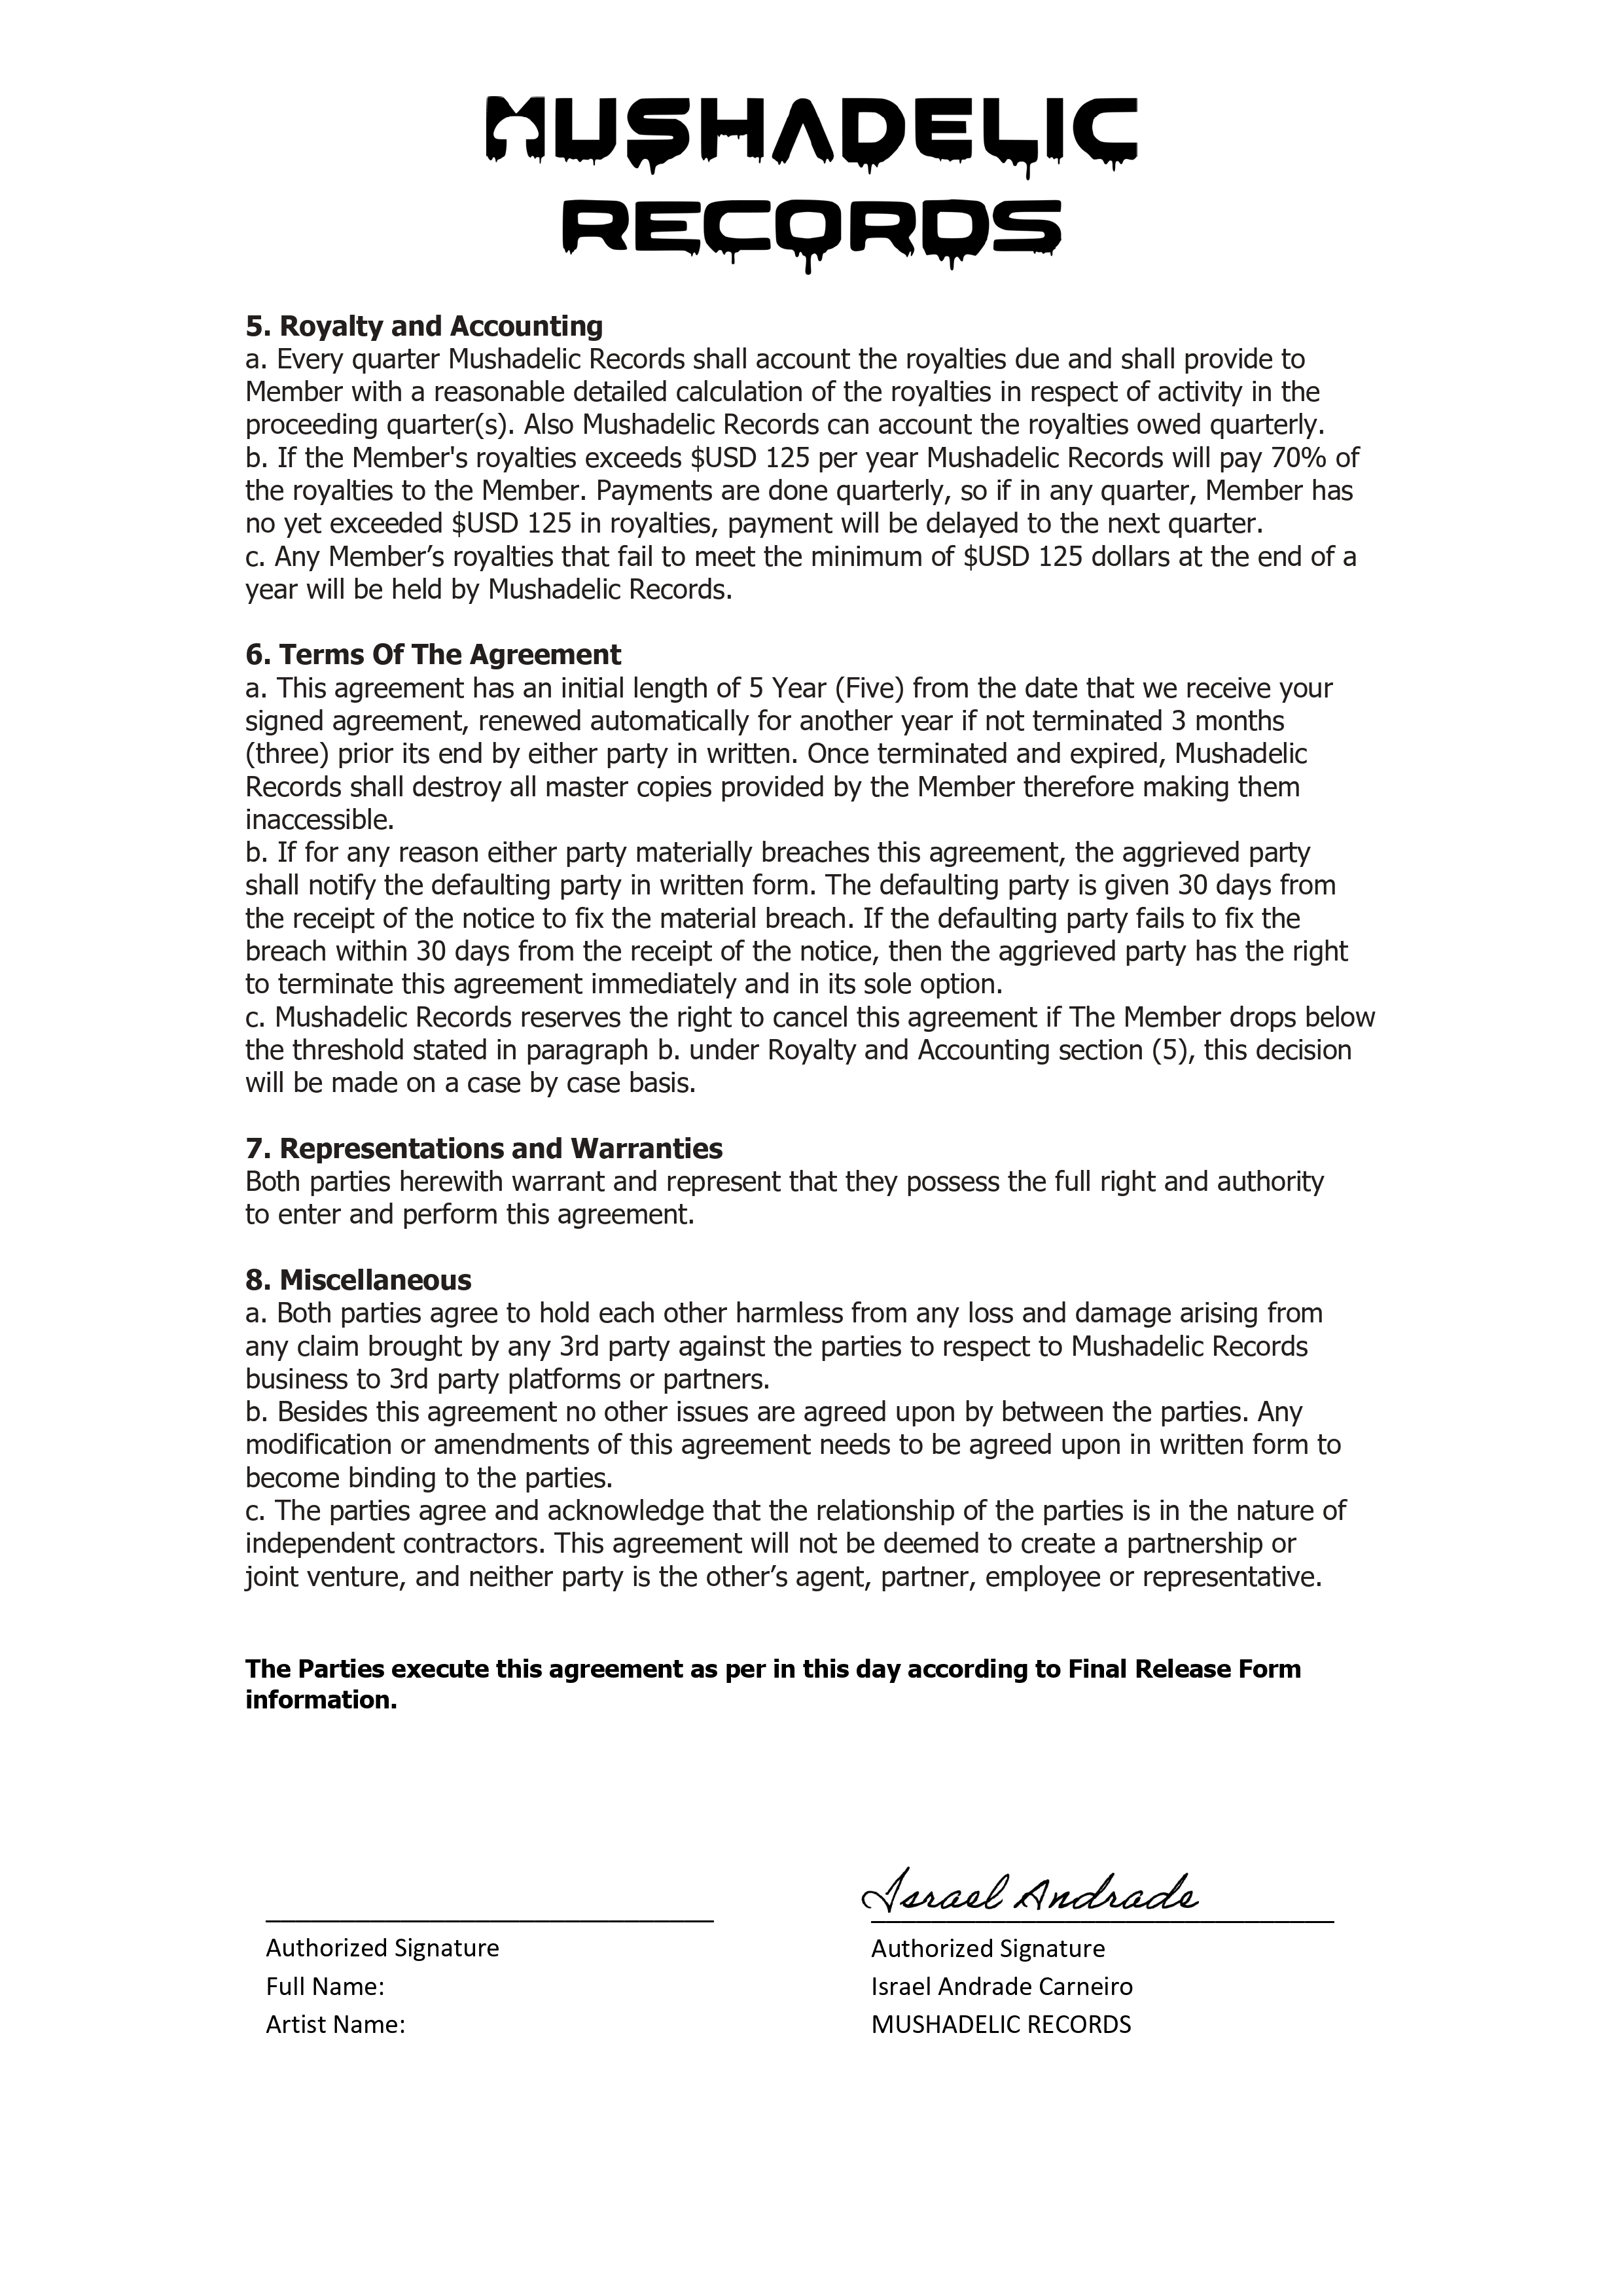 MUSHADELIC
RECORDS
5. Royalty and Accounting
a. Every quarter Mushadelic Records shall account the royalties due and shall provide to
Member with a reasonable detailed calculation of the royalties in respect of activity in the
proceeding quarter(s). Also Mushadelic Records can account the royalties owed quarterly.
b. If the Member's royalties exceeds $USD 125 per year Mushadelic Records will pay 70% of
the royalties to the Member. Payments are done quarterly, so if in any quarter, Member has
no yet exceeded $USD 125 in royalties, payment will be delayed to the next quarter.
c. Any Member’s royalties that fail to meet the minimum of $USD 125 dollars at the end of a
year will be held by Mushadelic Records.
6. Terms Of The Agreement
a. This agreement has an initial length of 5 Year (Five) from the date that we receive your
signed agreement, renewed automatically for another year if not terminated 3 months
(three) prior its end by either party in written. Once terminated and expired, Mushadelic
Records shall destroy all master copies provided by the Member therefore making them
inaccessible.
b. If for any reason either party materially breaches this agreement, the aggrieved party
shall notify the defaulting party in written form. The defaulting party is given 30 days from
the receipt of the notice to fix the material breach. If the defaulting party fails to fix the
breach within 30 days from the receipt of the notice, then the aggrieved party has the right
to terminate this agreement immediately and in its sole option.
c. Mushadelic Records reserves the right to cancel this agreement if The Member drops below
the threshold stated in paragraph b. under Royalty and Accounting section (5), this decision
will be made on a case by case basis.
7. Representations and Warranties
Both parties herewith warrant and represent that they possess the full right and authority
to enter and perform this agreement.
8. Miscellaneous
a. Both parties agree to hold each other harmless from any loss and damage arising from
any claim brought by any 3rd party against the parties to respect to Mushadelic Records
business to 3rd party platforms or partners.
b. Besides this agreement no other issues are agreed upon by between the parties. Any
modification or amendments of this agreement needs to be agreed upon in written form to
become binding to the parties.
c. The parties agree and acknowledge that the relationship of the parties is in the nature of
independent contractors. This agreement will not be deemed to create a partnership or
joint venture, and neither party is the other’s agent, partner, employee or representative.
The Parties execute this agreement as per in this day according to Final Release Form
information.
Authorized Signature
Full Name:
Artist Name:
Israel Andrade
Authorized Signature
Israel Andrade Carneiro
MUSHADELIC RECORDS